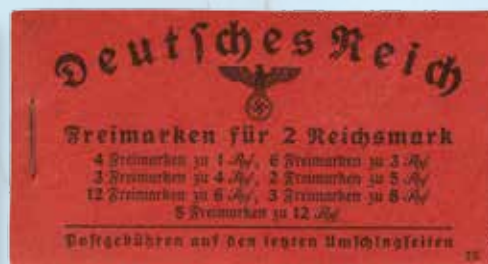 Deutsches Reich
Freimarken für 2 Reichsmark
4 Freimarken zu 1 Rpf, 6 Freimarken zu 3 Rpf
3 Freimarken zu 4 Rpf, 2 Freimarken zu 5 Rpf
12 Freimarken zu 6 Rpf, 3 Freimarken zu 8 Rpf
5 Freimarken zu 12 Rpf
Postgebühren auf den letzten Umschlagseiten